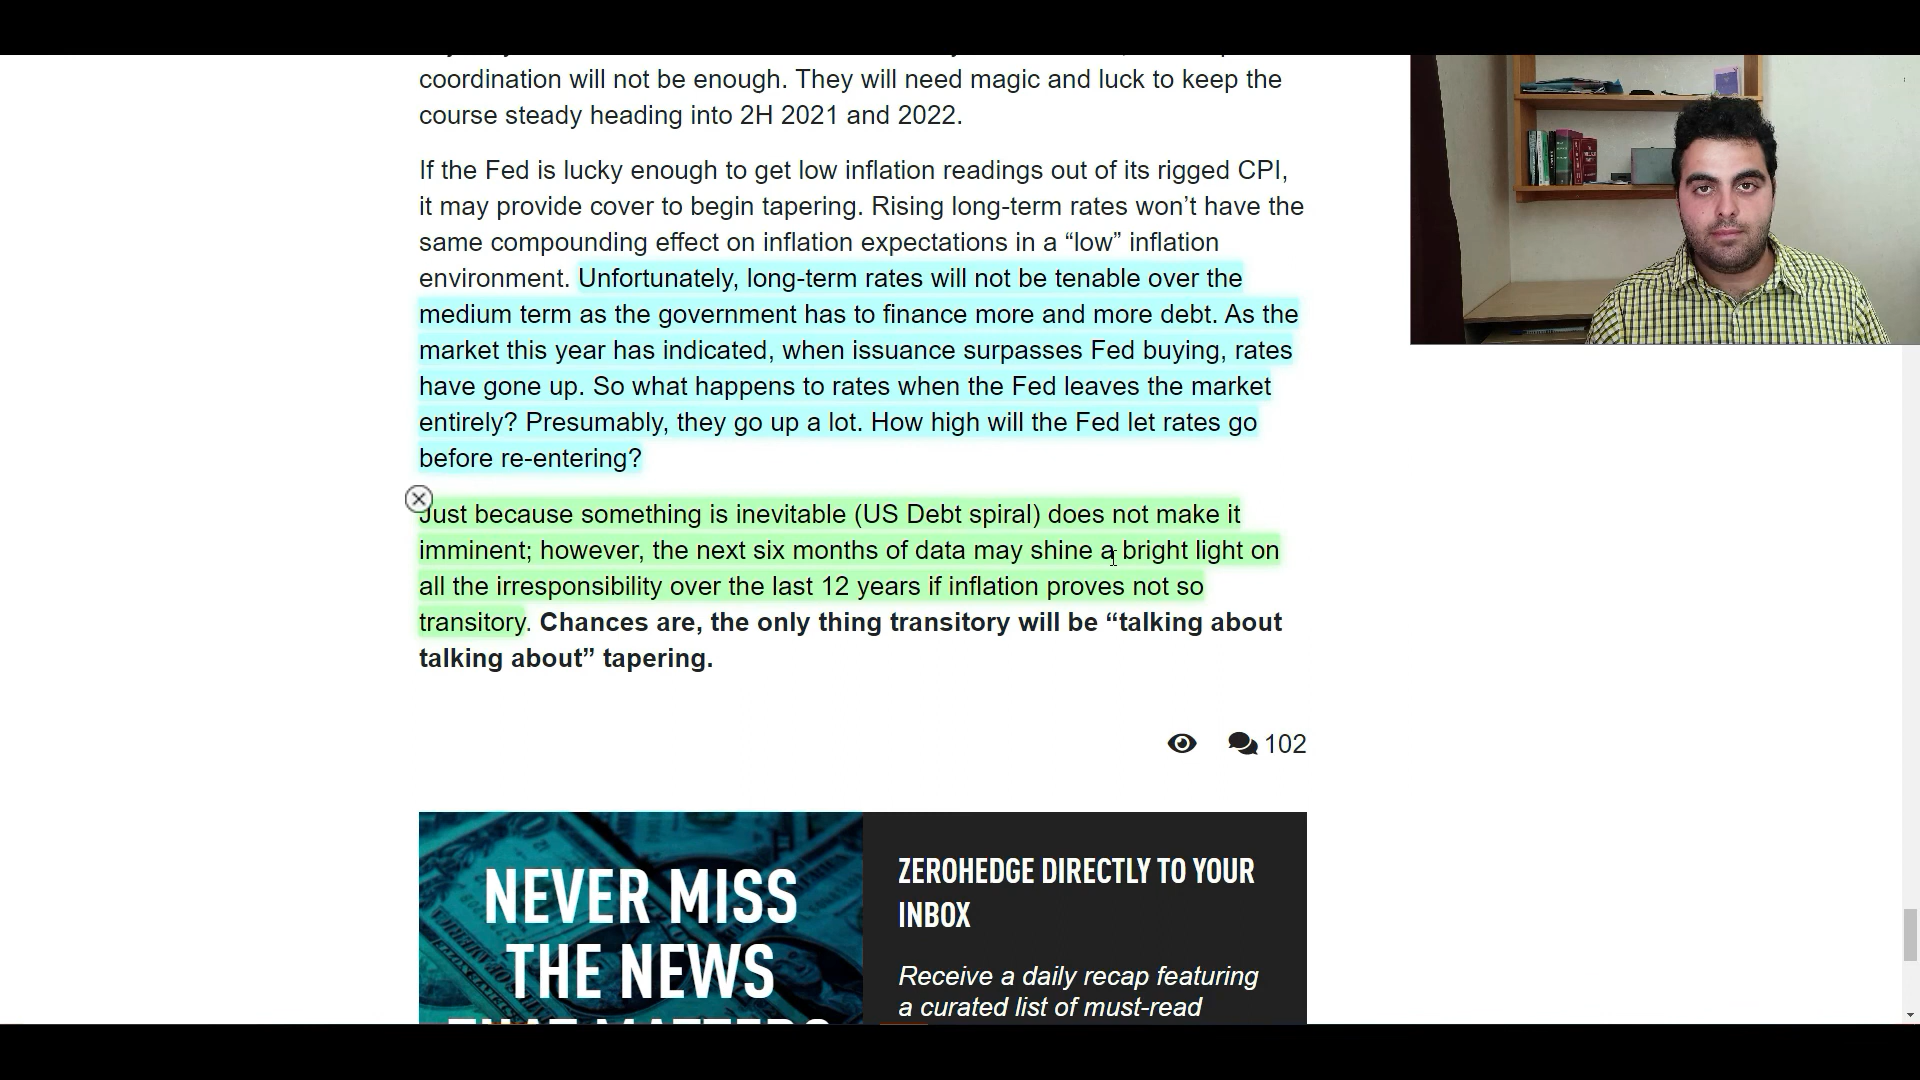 coordination will not be enough. They will need magic and luck to keep the
course steady heading into 2H 2021 and 2022.
If the Fed is lucky enough to get low inflation readings out of its rigged CPI,
it may provide cover to begin tapering. Rising long-term rates won’t have the
same compounding effect on inflation expectations in a “low” inflation
environment. Unfortunately, long-term rates will not be tenable over the
medium term as the government has to finance more and more debt. As the
market this year has indicated, when issuance surpasses Fed buying, rates
have gone up. So what happens to rates when the Fed leaves the market
entirely? Presumably, they go up a lot. How high will the Fed let rates go
before re-entering?
Just because something is inevitable (US Debt spiral) does not make it
imminent; however, the next six months of data may shine a bright light on
all the irresponsibility over the last 12 years if inflation proves not so
transitory. Chances are, the only thing transitory will be “talking about
talking about” tapering.
102
NEVER MISS
THE NEWS
THAT MATTERS
ZEROHEDGE DIRECTLY TO YOUR
INBOX
Receive a daily recap featuring
a curated list of must-read